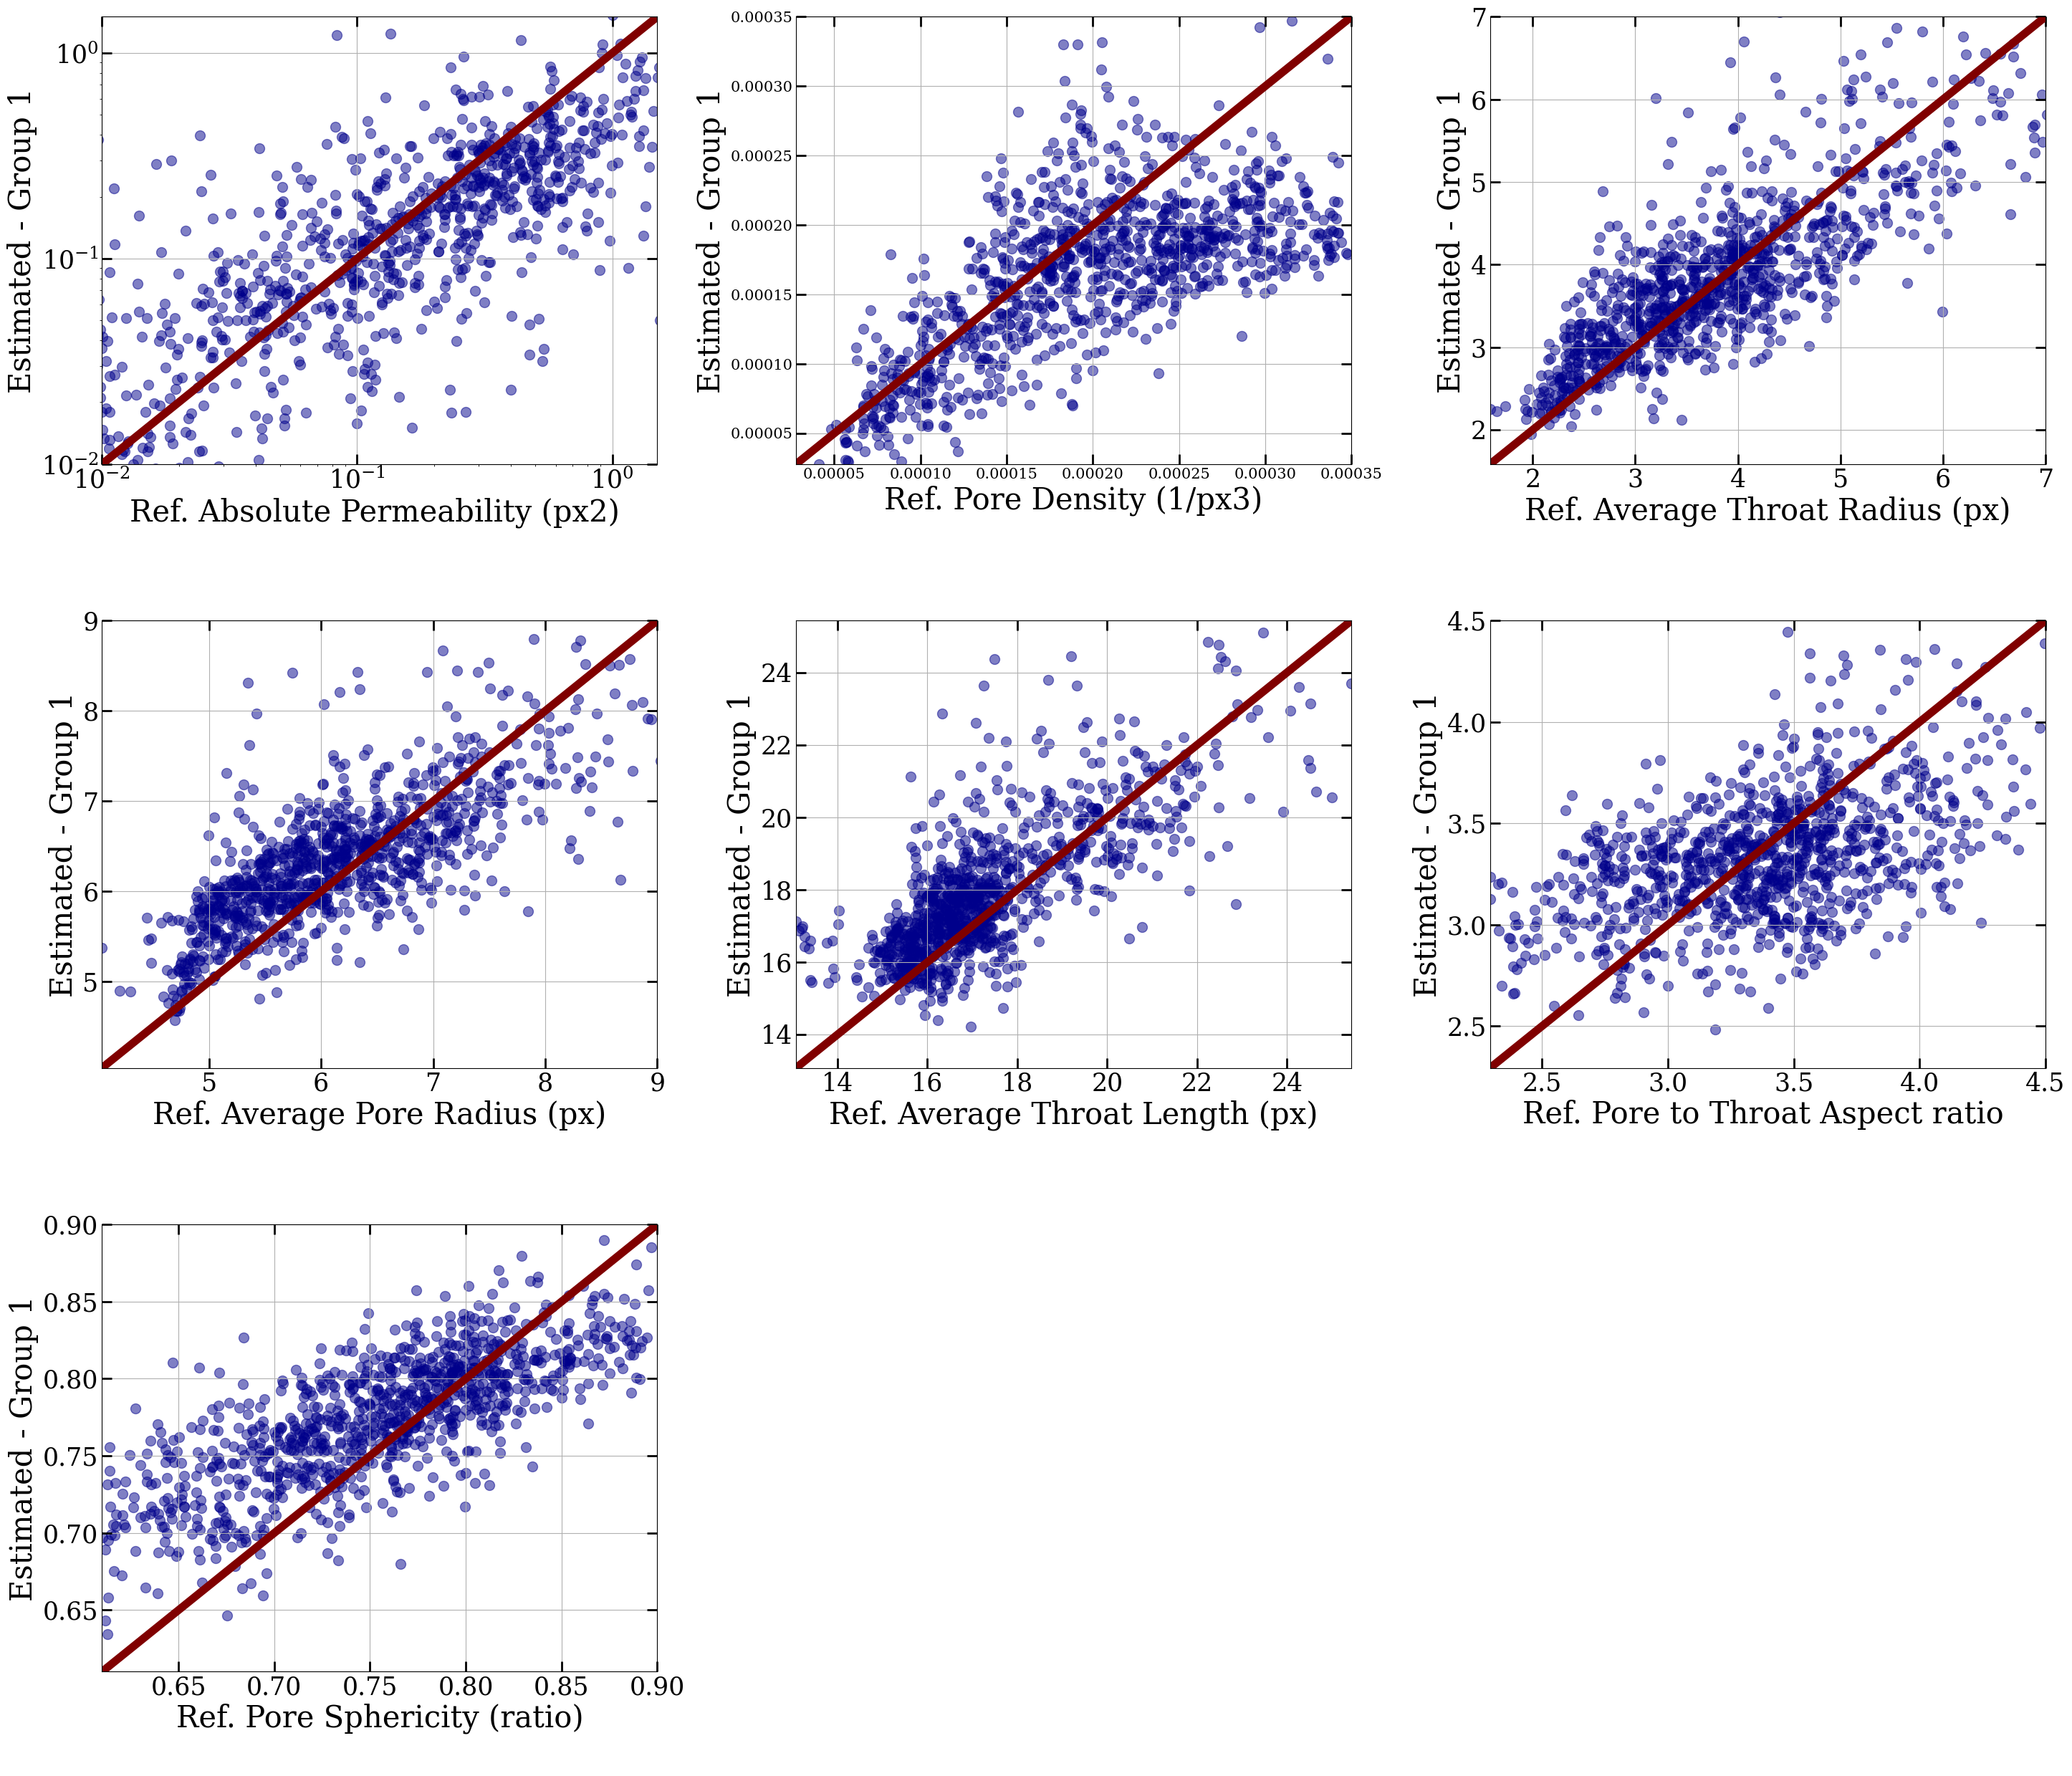 Estimated - Group 1
10⁰
10⁻¹
10⁻²
10⁻² 10⁻¹ 10⁰
Ref. Absolute Permeability (px2)
Estimated - Group 1
0.00035
0.00030
0.00025
0.00020
0.00015
0.00010
0.00005
0.00005 0.00010 0.00015 0.00020 0.00025 0.00030 0.00035
Ref. Pore Density (1/px3)
Estimated - Group 1
7
6
5
4
3
2
2 3 4 5 6 7
Ref. Average Throat Radius (px)
Estimated - Group 1
9
8
7
6
5
5 6 7 8 9
Ref. Average Pore Radius (px)
Estimated - Group 1
24
22
20
18
16
14
14 16 18 20 22 24
Ref. Average Throat Length (px)
Estimated - Group 1
4.5
4.0
3.5
3.0
2.5
2.5 3.0 3.5 4.0 4.5
Ref. Pore to Throat Aspect ratio
Estimated - Group 1
0.90
0.85
0.80
0.75
0.70
0.65
0.65 0.70 0.75 0.80 0.85 0.90
Ref. Pore Sphericity (ratio)